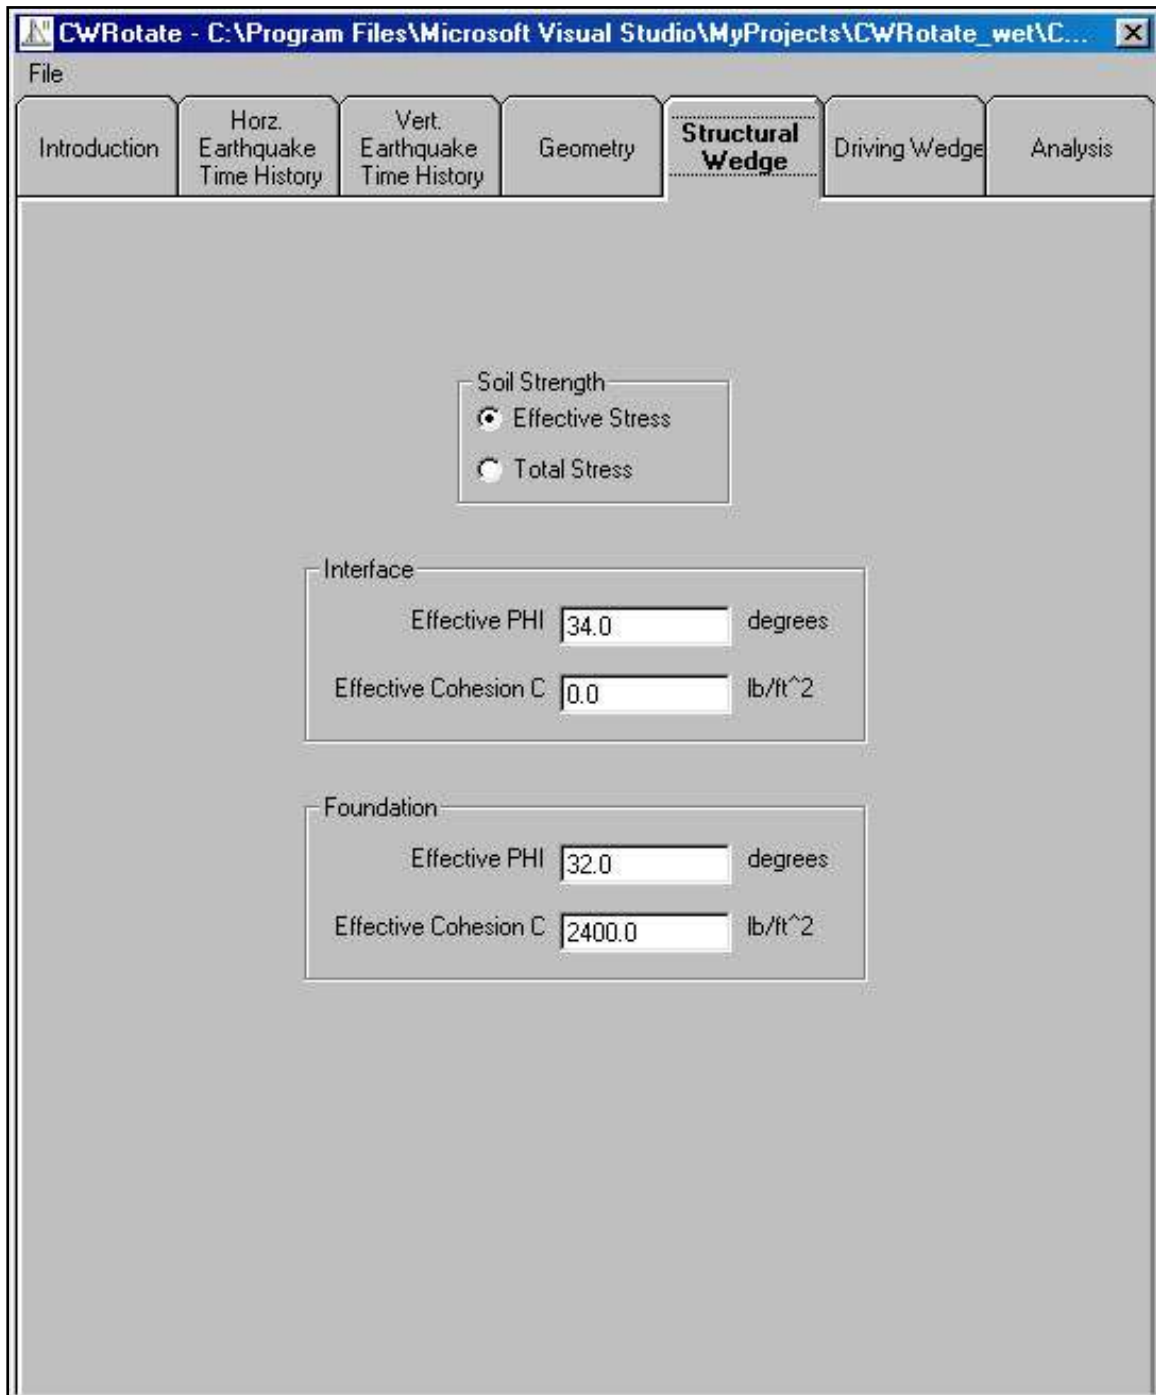 CWRotate - C:\Program Files\Microsoft Visual Studio\MyProjects\CWRotate_wet\C...
File
Introduction
Horz.
Earthquake
Time History
Vert.
Earthquake
Time History
Geometry
Structural
Wedge
Driving Wedge
Analysis
Soil Strength
Effective Stress
Total Stress
Interface
Effective PHI 34.0 degrees
Effective Cohesion C 0.0 lb/ft^2
Foundation
Effective PHI 32.0 degrees
Effective Cohesion C 2400.0 lb/ft^2